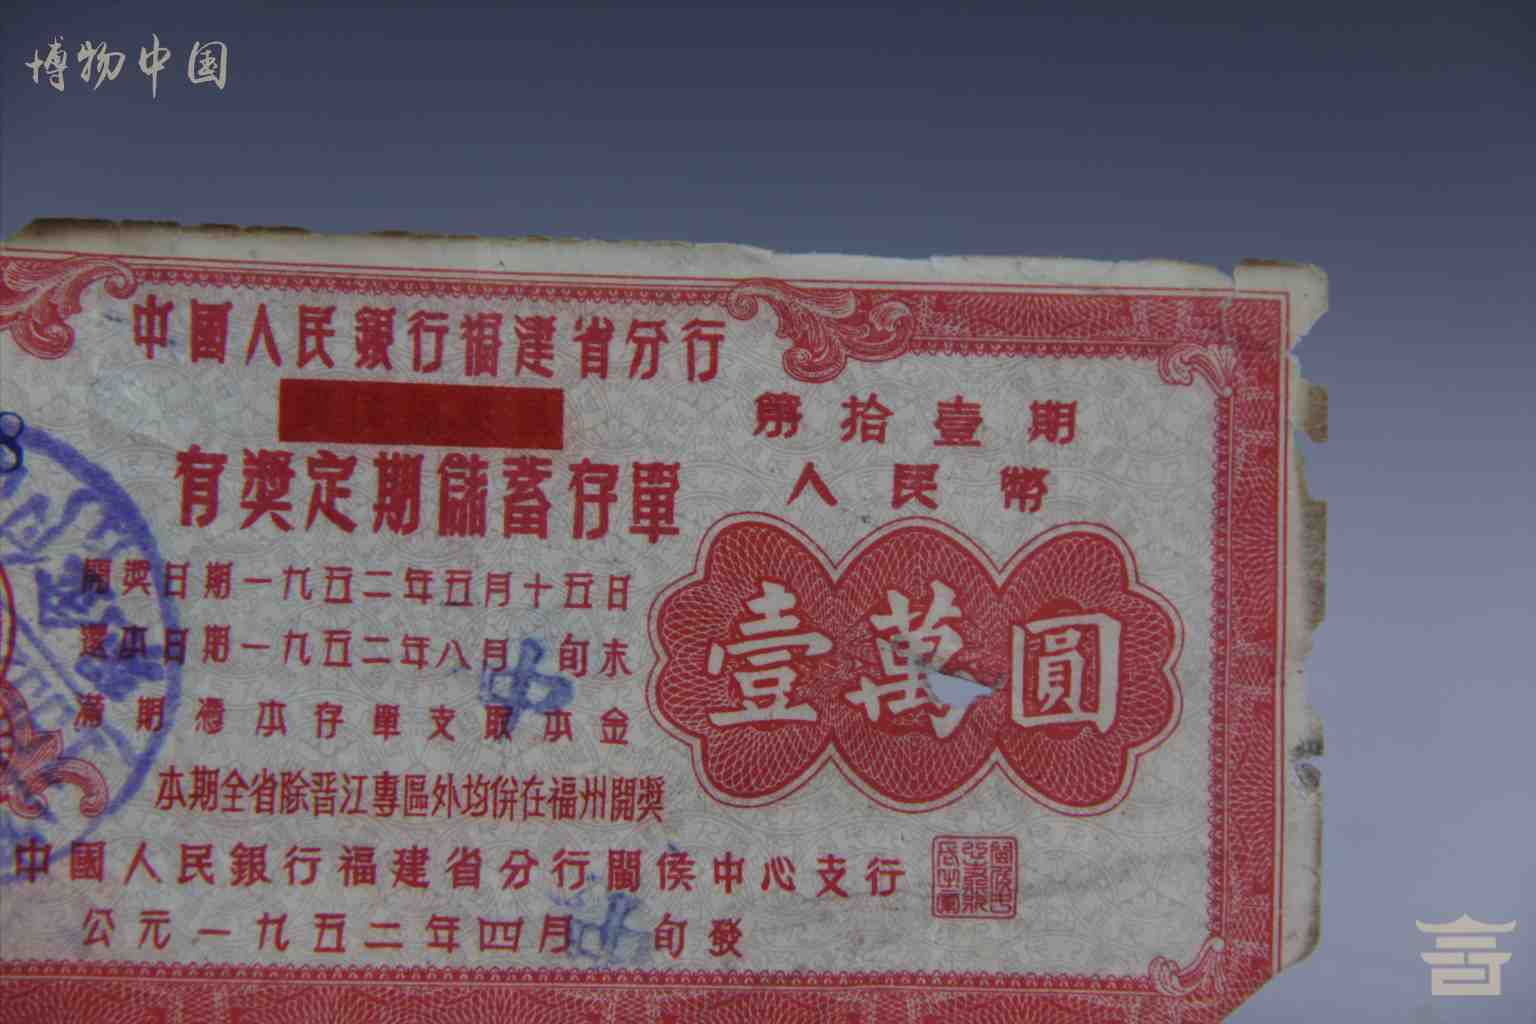 博物中国
中國人民銀行福建省分行
第拾壹期
有獎定期儲蓄存單
人民幣
壹萬圓
開獎日期一九五二年五月十五日
還本日期一九五二年八月中旬末
滿期憑本存單支取本金
本期全省除晋江專區外均併在福州開獎
中國人民銀行福建省分行閩侯中心支行
公元一九五二年四月中旬發
8